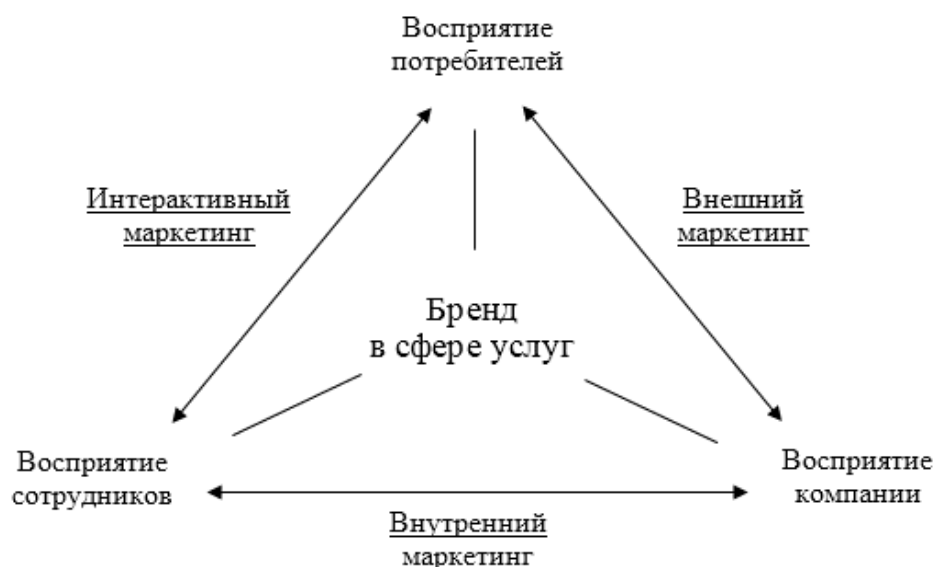 Восприятие
потребителей
Интерактивный
маркетинг
Внешний
маркетинг
Бренд
в сфере услуг
Восприятие
сотрудников
Восприятие
компании
Внутренний
маркетинг